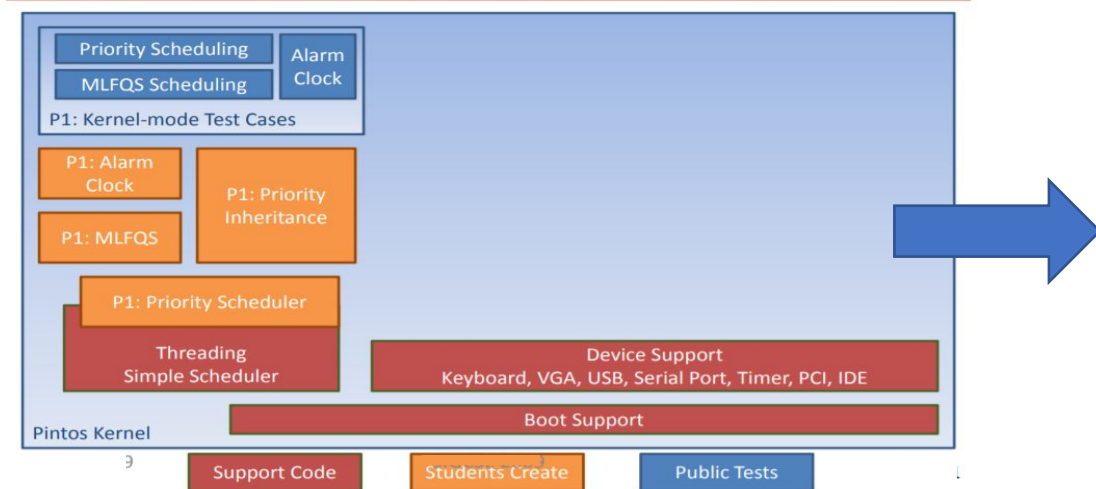 Priority Scheduling
MLFQS Scheduling
Alarm
Clock
P1: Kernel-mode Test Cases
P1: Alarm
Clock
P1: MLFQS
P1: Priority
Inheritance
P1: Priority Scheduler
Threading
Simple Scheduler
Device Support
Keyboard, VGA, USB, Serial Port, Timer, PCI, IDE
Boot Support
Pintos Kernel
9
Support Code
Students Create
Public Tests